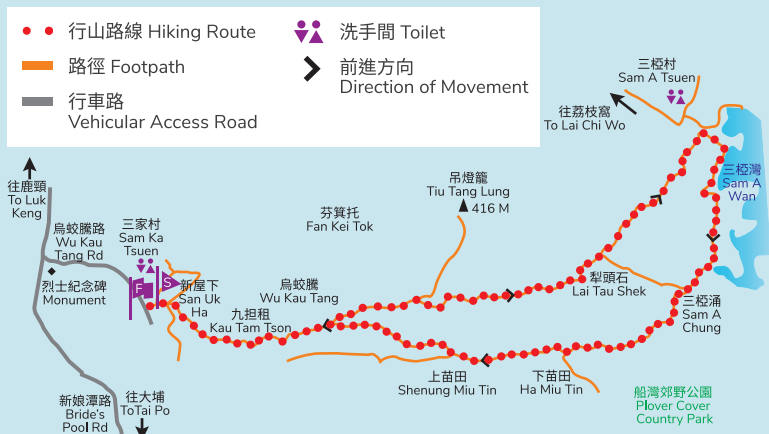 行山路線 Hiking Route
路徑 Footpath
行車路
Vehicular Access Road
洗手間 Toilet
前進方向
Direction of Movement
三椏村
Sam A Tsuen
往荔枝窩
To Lai Chi Wo
三椏灣
Sam A
Wan
吊燈籠
Tiu Tang Lung
416 M
芬箕托
Fan Kei Tok
往鹿頸
To Luk
Keng
烏蛟騰路
Wu Kau
Tang Rd
三家村
Sam Ka
Tsuen
烈士紀念碑
Monument
F
S
新屋下
San Uk
Ha
九担租
Kau Tam Tson
烏蛟騰
Wu Kau Tang
犁頭石
Lai Tau Shek
三椏涌
Sam A
Chung
上苗田
Shenung Miu Tin
下苗田
Ha Miu Tin
新娘潭路
Bride's
Pool Rd
往大埔
ToTai Po
船灣郊野公園
Plover Cover
Country Park